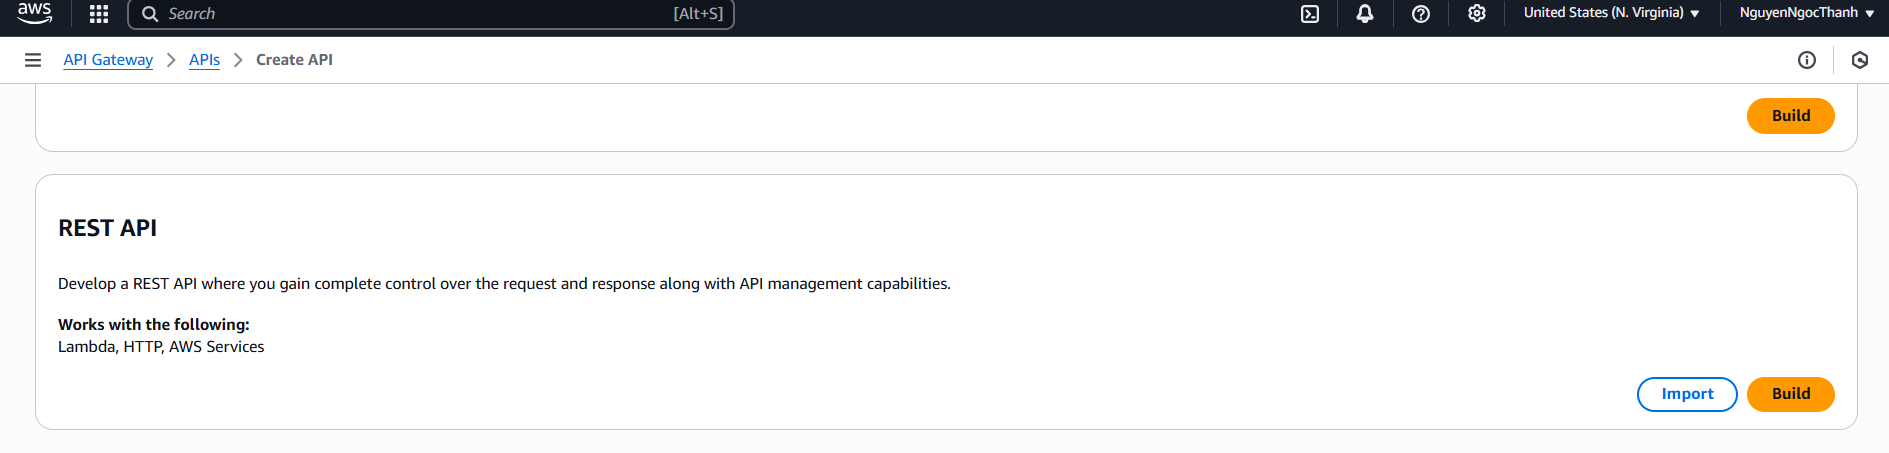 aws
Search [Alt+S] United States (N. Virginia) NguyenNgocThanh
API Gateway APIs Create API
Build
REST API
Develop a REST API where you gain complete control over the request and response along with API management capabilities.
Works with the following:
Lambda, HTTP, AWS Services
Import Build